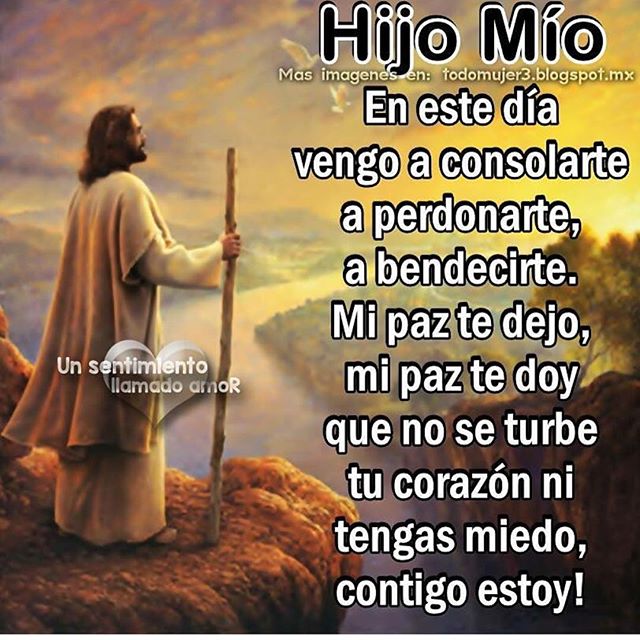 Hijo Mío
Mas imagenes en: todomujer3.blogspot.mx
En este día
vengo a consolarte
a perdonarte,
a bendecirte.
Mi paz te dejo,
mi paz te doy
que no se turbe
tu corazón ni
tengas miedo,
contigo estoy!
Un sentimiento
llamado amoR